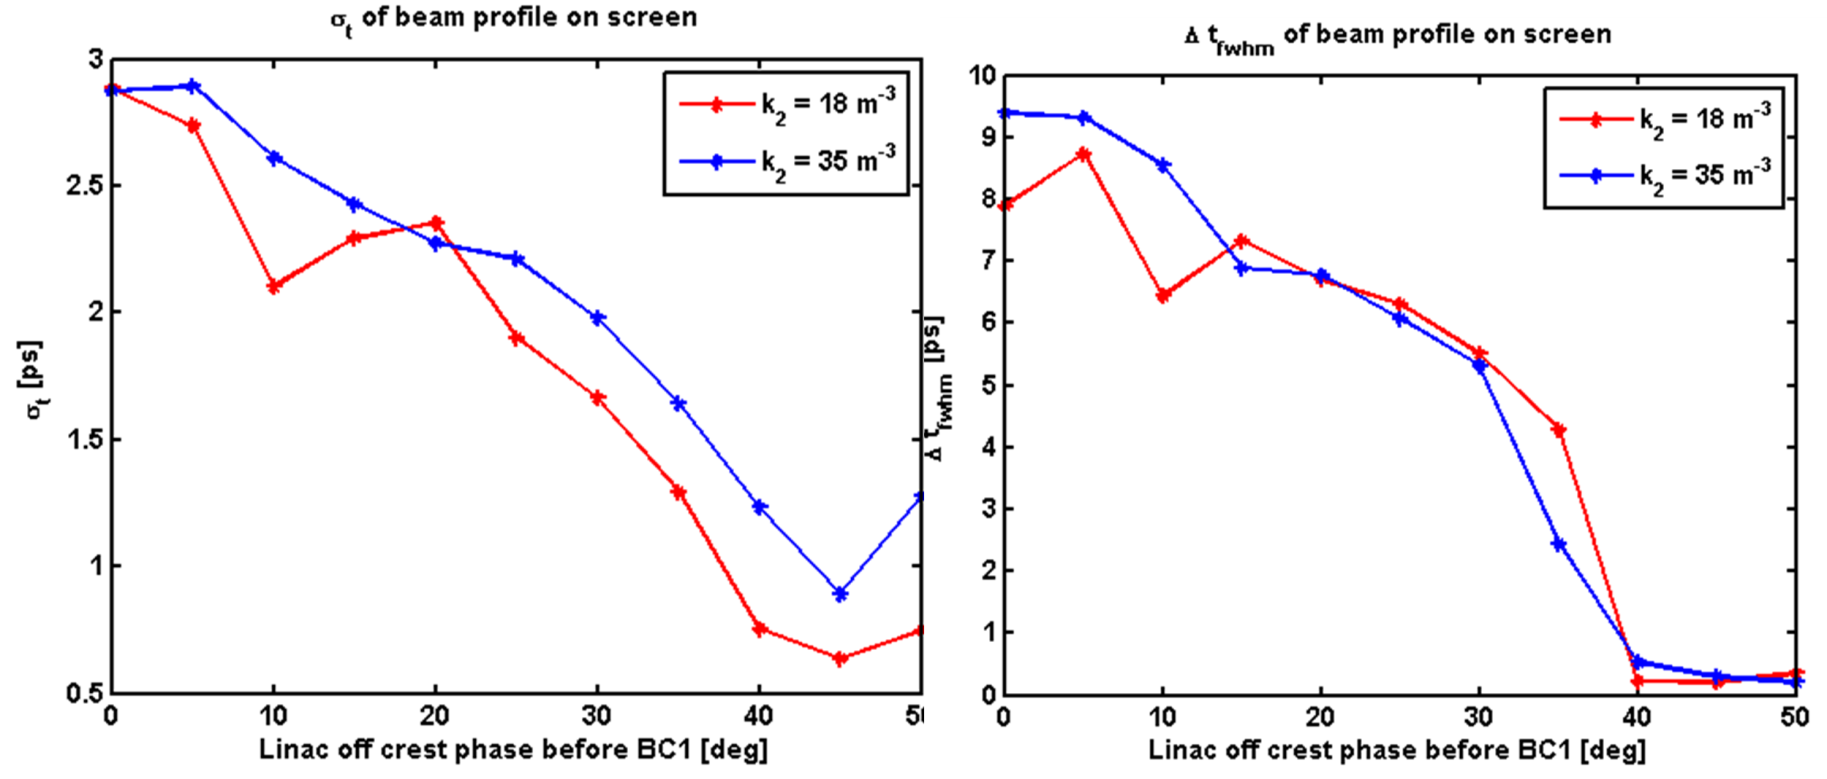 σt of beam profile on screen
k2 = 18 m-3
k2 = 35 m-3
σt [ps]
3
2.5
2
1.5
1
0.5
0 10 20 30 40 50
Linac off crest phase before BC1 [deg]
Δ tfwhm of beam profile on screen
k2 = 18 m-3
k2 = 35 m-3
Δ tfwhm [ps]
10
9
8
7
6
5
4
3
2
1
0
0 10 20 30 40 50
Linac off crest phase before BC1 [deg]